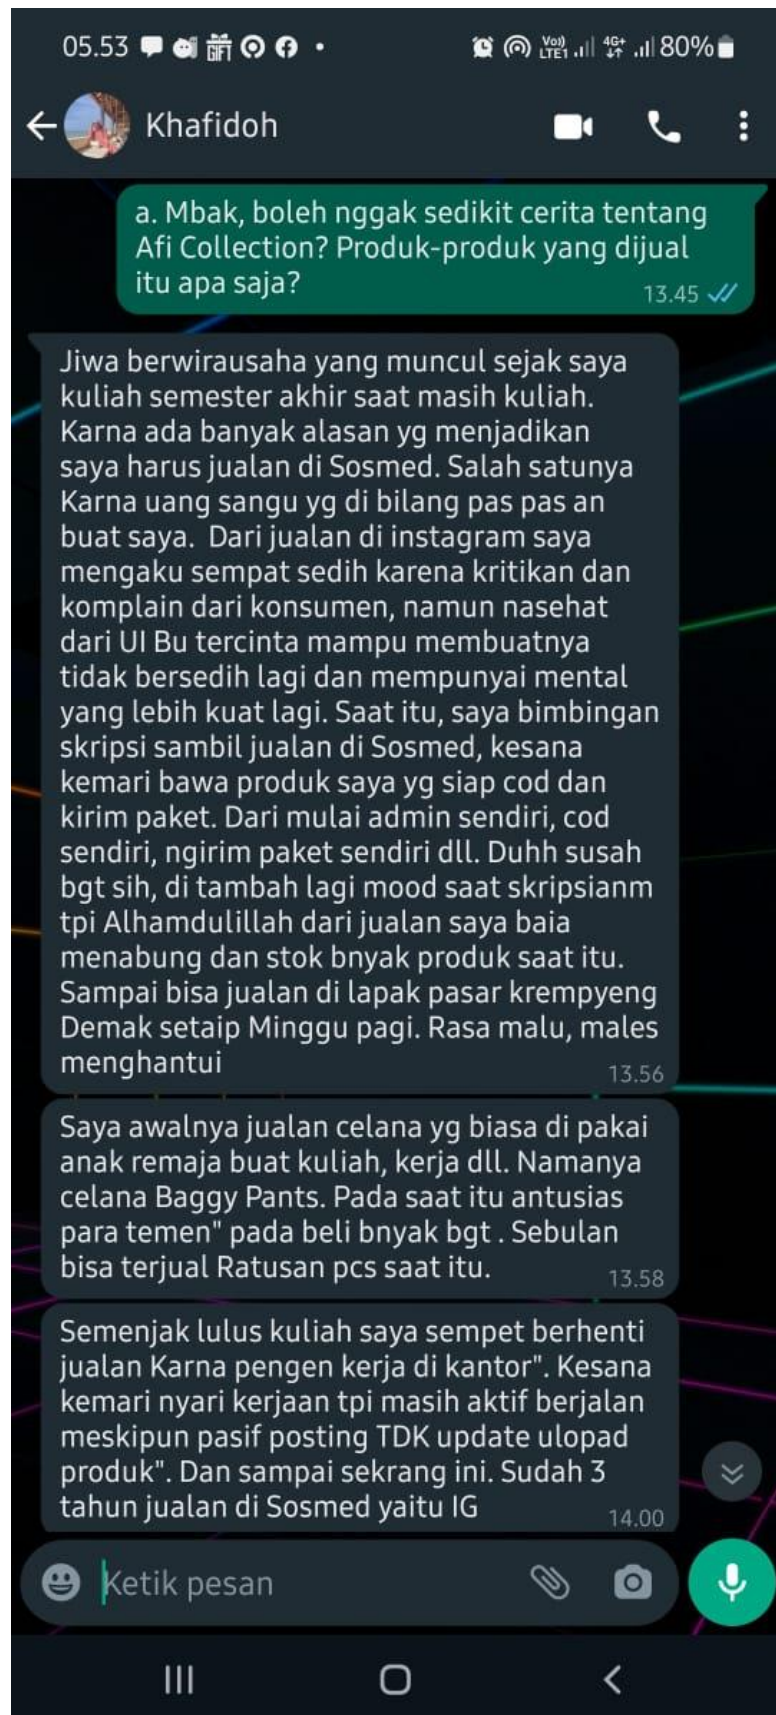 05.53
Vo))
LTE1
4G+
80%
GIFT
Khafidoh
a. Mbak, boleh nggak sedikit cerita tentang
Afi Collection? Produk-produk yang dijual
itu apa saja?
13.45
Jiwa berwirausaha yang muncul sejak saya
kuliah semester akhir saat masih kuliah.
Karna ada banyak alasan yg menjadikan
saya harus jualan di Sosmed. Salah satunya
Karna uang sangu yg di bilang pas pas an
buat saya.  Dari jualan di instagram saya
mengaku sempat sedih karena kritikan dan
komplain dari konsumen, namun nasehat
dari UI Bu tercinta mampu membuatnya
tidak bersedih lagi dan mempunyai mental
yang lebih kuat lagi. Saat itu, saya bimbingan
skripsi sambil jualan di Sosmed, kesana
kemari bawa produk saya yg siap cod dan
kirim paket. Dari mulai admin sendiri, cod
sendiri, ngirim paket sendiri dll. Duhh susah
bgt sih, di tambah lagi mood saat skripsianm
tpi Alhamdulillah dari jualan saya baia
menabung dan stok bnyak produk saat itu.
Sampai bisa jualan di lapak pasar krempyeng
Demak setaip Minggu pagi. Rasa malu, males
menghantui
13.56
Saya awalnya jualan celana yg biasa di pakai
anak remaja buat kuliah, kerja dll. Namanya
celana Baggy Pants. Pada saat itu antusias
para temen" pada beli bnyak bgt . Sebulan
bisa terjual Ratusan pcs saat itu.
13.58
Semenjak lulus kuliah saya sempet berhenti
jualan Karna pengen kerja di kantor". Kesana
kemari nyari kerjaan tpi masih aktif berjalan
meskipun pasif posting TDK update ulopad
produk". Dan sampai sekrang ini. Sudah 3
tahun jualan di Sosmed yaitu IG
14.00
Ketik pesan